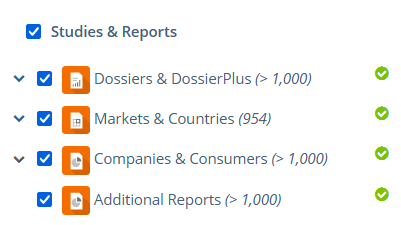 Studies & Reports
Dossiers & DossierPlus (> 1,000)
Markets & Countries (954)
Companies & Consumers (> 1,000)
Additional Reports (> 1,000)